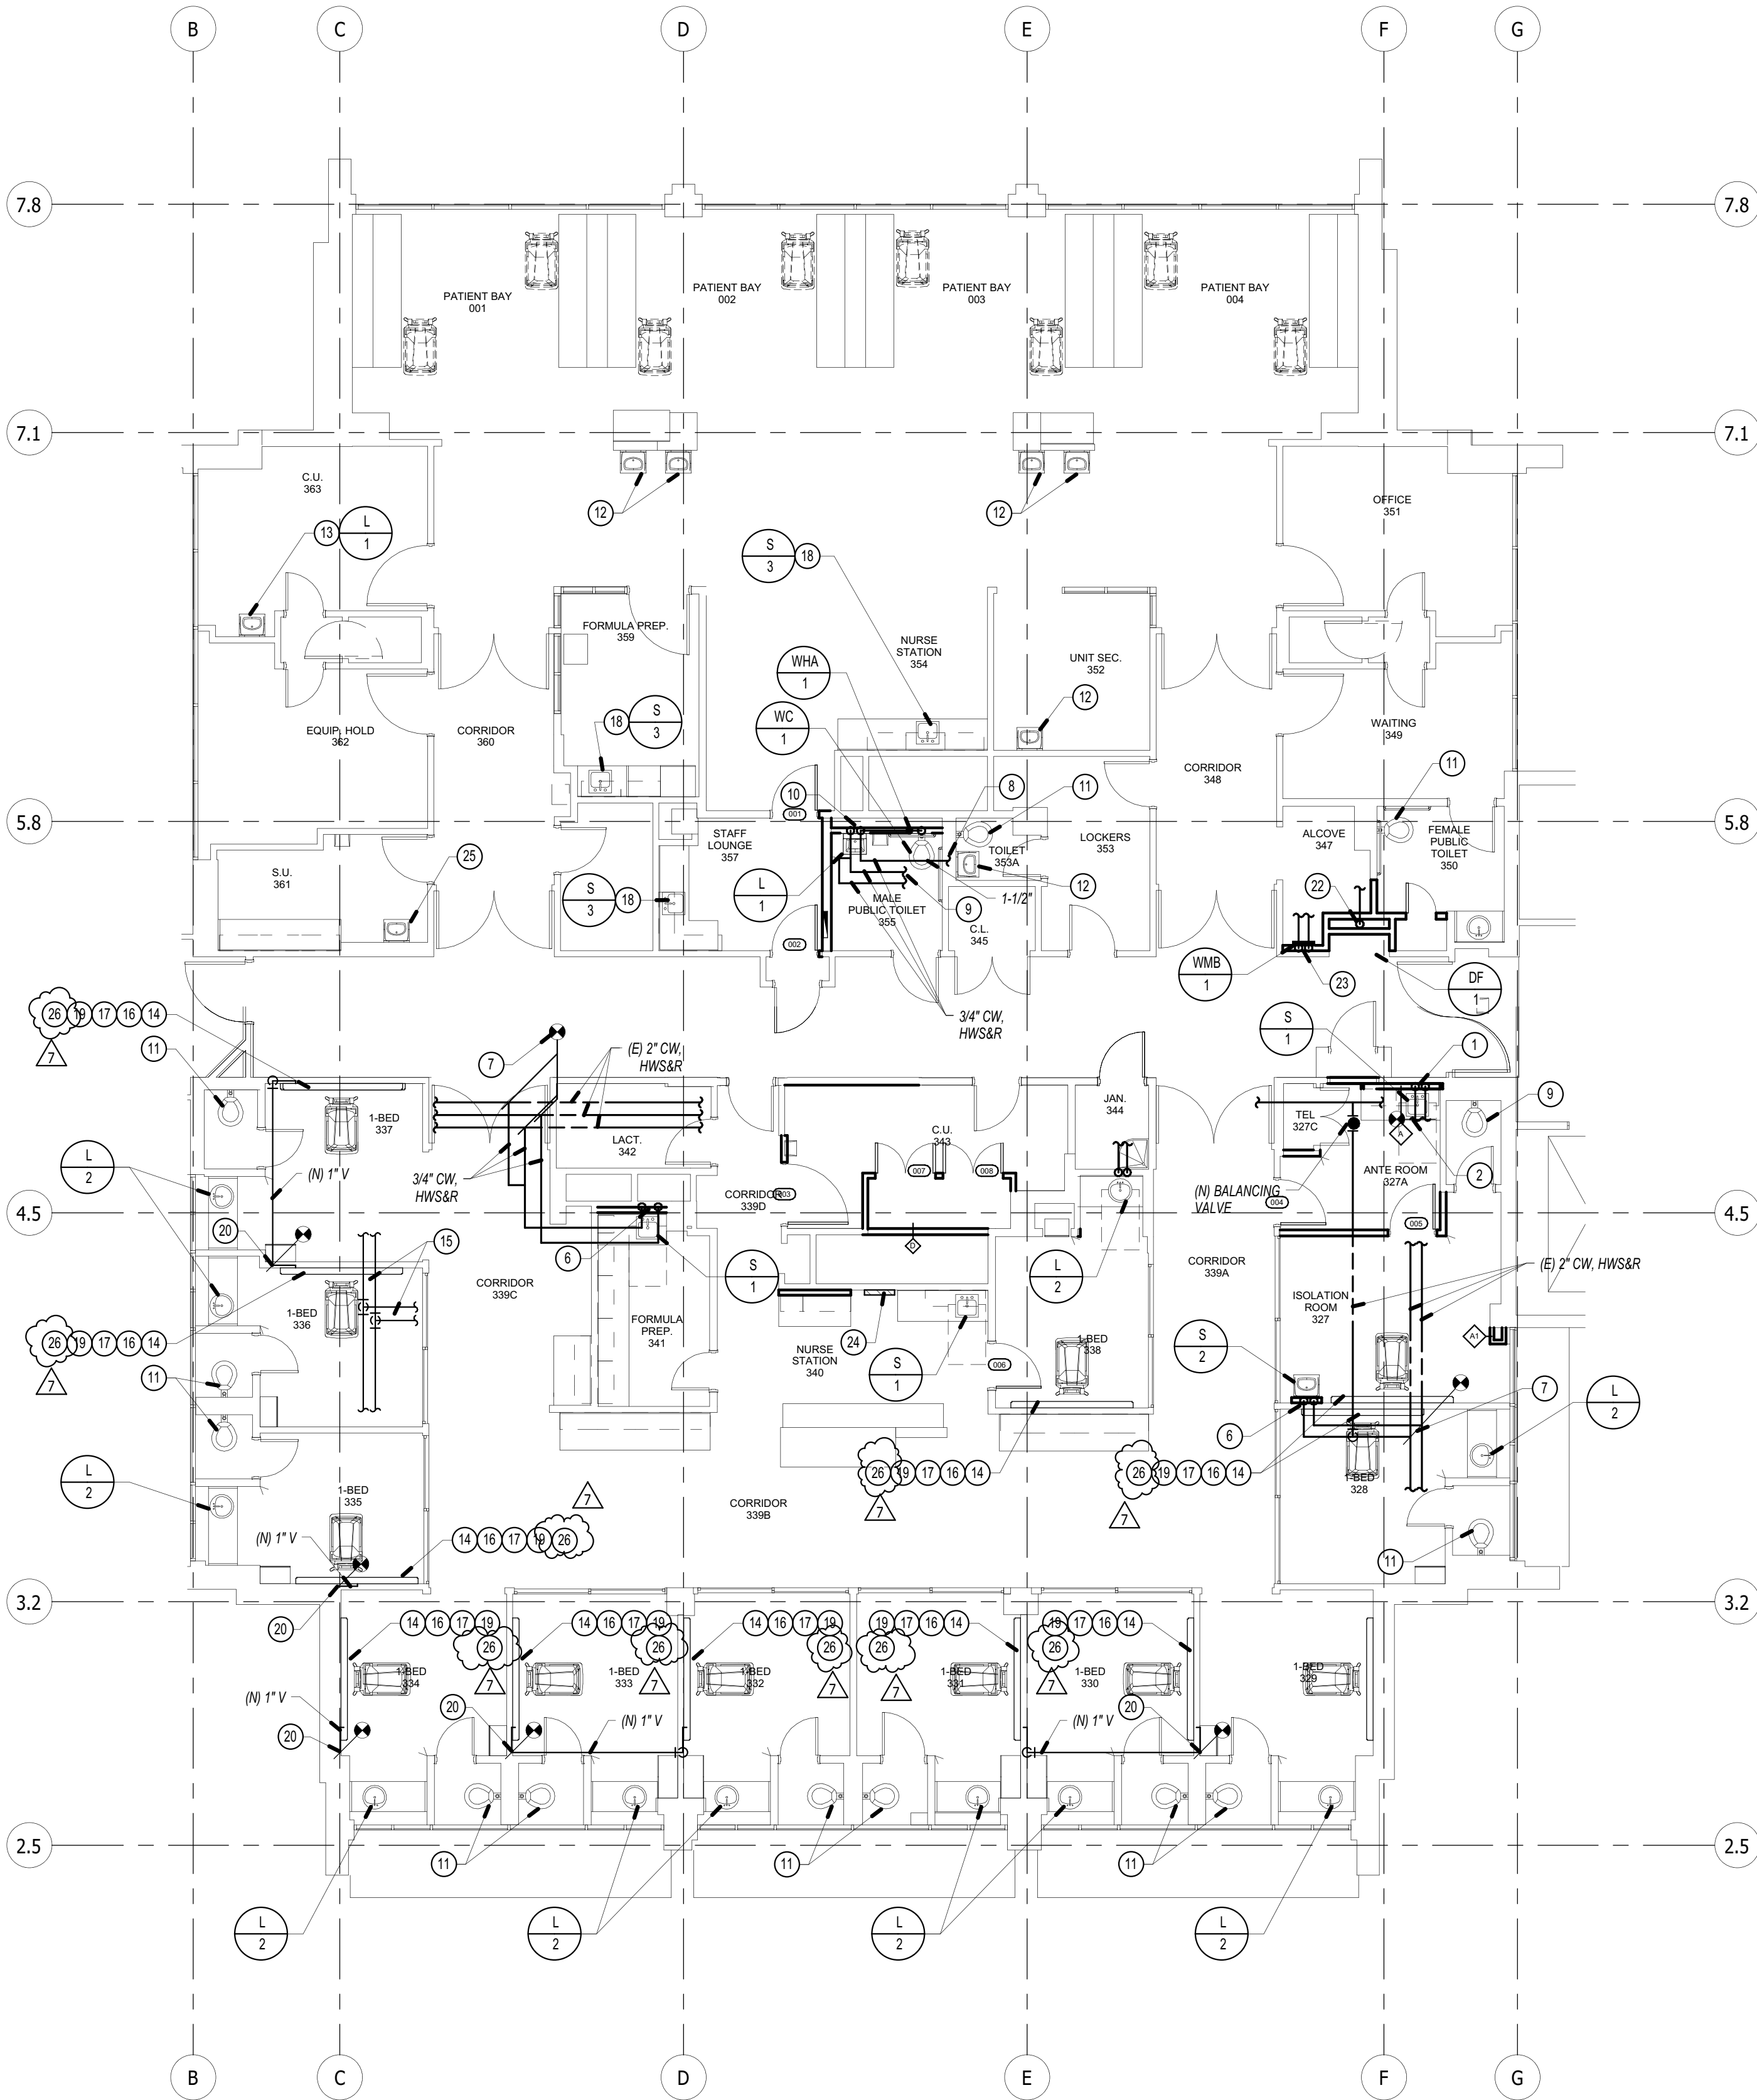 B
C
D
E
F
G
7.8
7.8
PATIENT BAY
001
PATIENT BAY
002
PATIENT BAY
003
PATIENT BAY
004
7.1
7.1
C.U.
363
OFFICE
351
12
12
13
L
1
S
3
18
FORMULA PREP.
359
NURSE
STATION
354
UNIT SEC.
352
WHA
1
WC
1
18
S
3
12
EQUIP. HOLD
362
CORRIDOR
360
WAITING
349
CORRIDOR
348
11
10
8
11
5.8
5.8
001
STAFF
LOUNGE
357
TOILET
353A
LOCKERS
353
ALCOVE
347
FEMALE
PUBLIC
TOILET
350
25
S.U.
361
S
3
18
L
1
12
22
MALE
PUBLIC TOILET
355
9
1-1/2"
C.L.
345
002
WMB
1
23
DF
1
26
19
17
16
14
7
3/4" CW,
HWS&R
S
1
1
11
7
(E) 2" CW,
HWS&R
1-BED
337
JAN.
344
C.U.
343
TEL
327C
9
A
LACT.
342
L
2
(N) 1" V
3/4" CW,
HWS&R
007
008
ANTE ROOM
327A
2
CORRIDOR
339D
003
(N) BALANCING
VALVE
004
005
4.5
4.5
20
15
6
S
1
D
L
2
CORRIDOR
339A
(E) 2" CW, HWS&R
CORRIDOR
339C
1-BED
336
ISOLATION
ROOM
327
26
19
17
16
14
7
FORMULA
PREP.
341
24
NURSE
STATION
340
S
1
006
1-BED
338
S
2
A1
11
6
7
L
2
L
2
1-BED
335
26
19
17
16
14
7
26
19
17
16
14
7
1-BED
328
7
CORRIDOR
339B
(N) 1" V
14
16
17
19
26
11
3.2
3.2
20
14
16
17
19
26
7
14
16
17
19
26
7
14
16
17
19
26
7
19
17
16
14
26
7
19
17
16
14
26
7
1-BED
334
1-BED
333
1-BED
332
1-BED
331
1-BED
330
1-BED
329
(N) 1" V
20
20
(N) 1" V
(N) 1" V
20
2.5
2.5
11
11
11
L
2
L
2
L
2
L
2
B
C
D
E
F
G